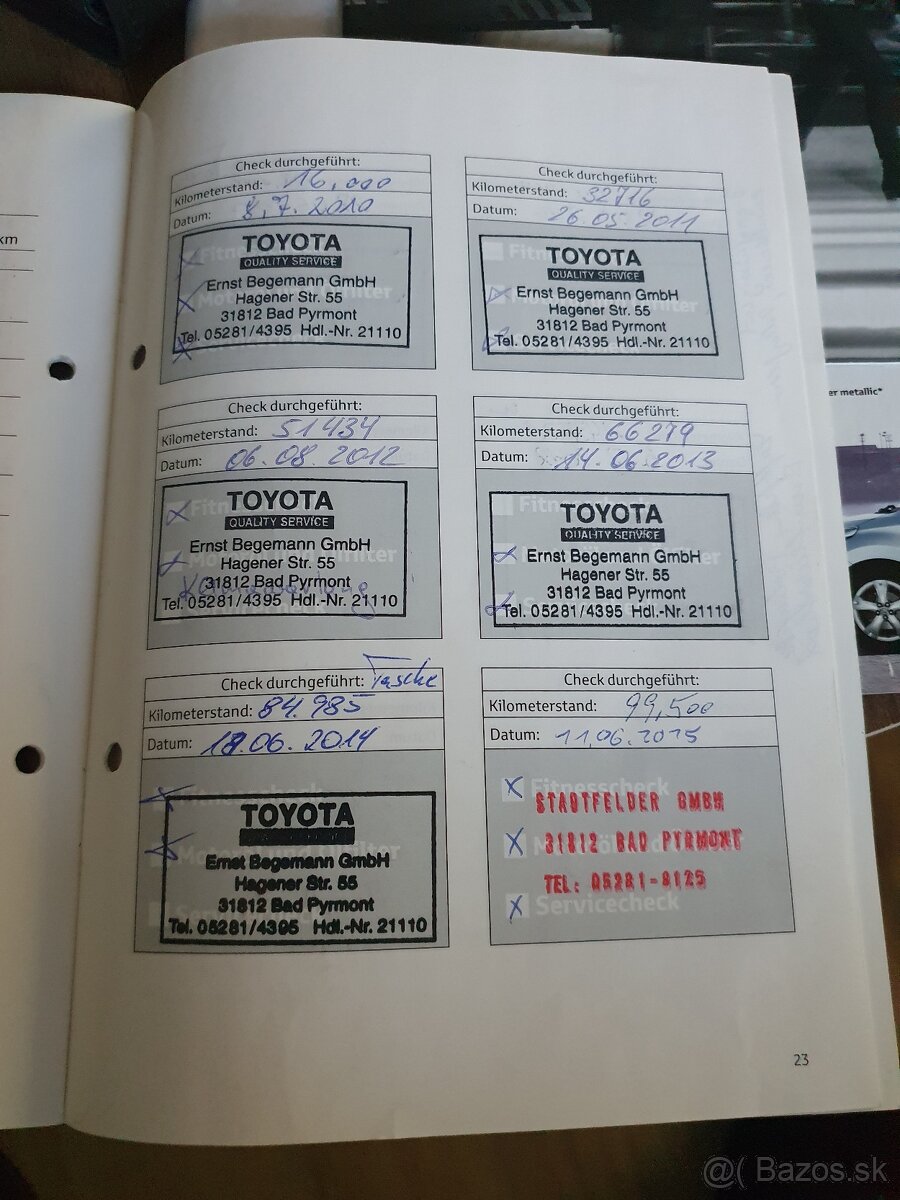 km
Check durchgeführt:
Kilometerstand: 16,000
Datum: 8,7.2010
TOYOTA
QUALITY SERVICE
Ernst Begemann GmbH
Hagener Str. 55
31812 Bad Pyrmont
Tel. 05281/4395 Hdl.-Nr. 21110
Check durchgeführt:
Kilometerstand: 32716
Datum: 26.05.2011
TOYOTA
QUALITY SERVICE
Ernst Begemann GmbH
Hagener Str. 55
31812 Bad Pyrmont
Tel. 05281/4395 Hdl.-Nr. 21110
Check durchgeführt:
Kilometerstand: 51434
Datum: 06.08.2012
TOYOTA
QUALITY SERVICE
Ernst Begemann GmbH
Hagener Str. 55
31812 Bad Pyrmont
Tel. 05281/4395 Hdl.-Nr. 21110
Check durchgeführt:
Kilometerstand: 66279
Datum: 14.06.2013
TOYOTA
QUALITY SERVICE
Ernst Begemann GmbH
Hagener Str. 55
31812 Bad Pyrmont
Tel. 05281/4395 Hdl.-Nr. 21110
Check durchgeführt:
Kilometerstand: 84.985
Datum: 18.06.2014
TOYOTA
Ernst Begemann GmbH
Hagener Str. 55
31812 Bad Pyrmont
Tel. 05281/4395 Hdl.-Nr. 21110
Check durchgeführt:
Kilometerstand: 99,500
Datum: 11,06.2015
Fitnesscheck
STADTFELDER GMBH
31812 BAD PYRMONT
TEL: 05281-8125
Servicecheck
er metallic*
23
@( Bazos.sk